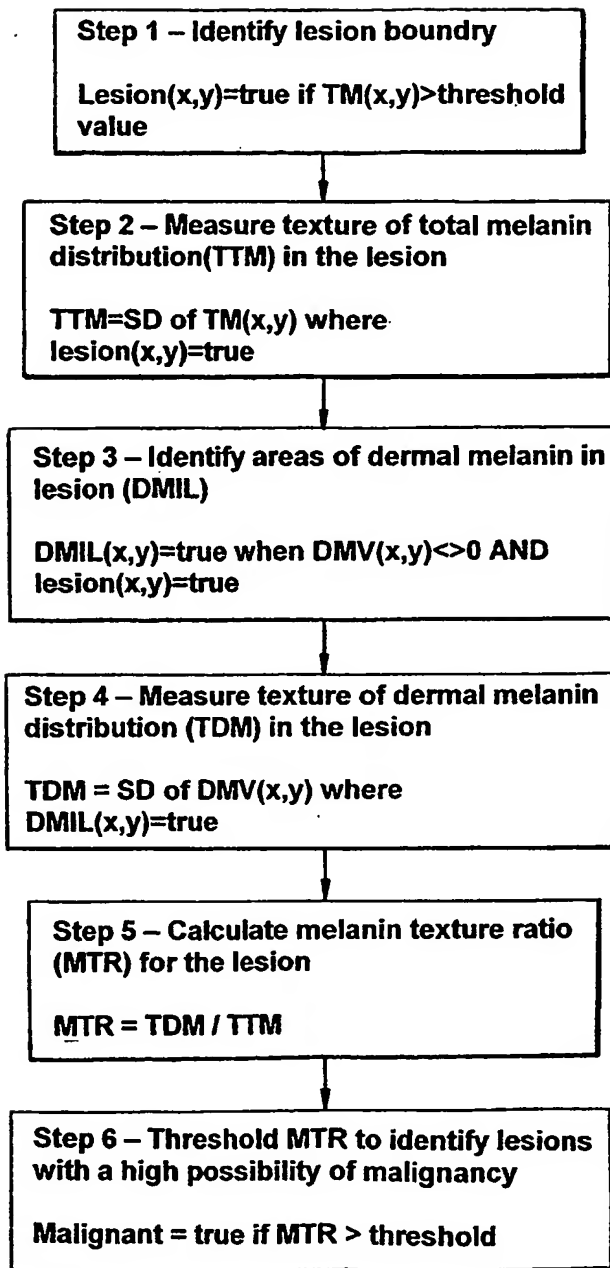 Step 1 – Identify lesion boundry
Lesion(x,y)=true if TM(x,y)>threshold
value
Step 2 – Measure texture of total melanin
distribution(TTM) in the lesion
TTM=SD of TM(x,y) where
lesion(x,y)=true
Step 3 – Identify areas of dermal melanin in
lesion (DMIL)
DMIL(x,y)=true when DMV(x,y)<>0 AND
lesion(x,y)=true
Step 4 – Measure texture of dermal melanin
distribution (TDM) in the lesion
TDM = SD of DMV(x,y) where
DMIL(x,y)=true
Step 5 – Calculate melanin texture ratio
(MTR) for the lesion
MTR = TDM / TTM
Step 6 – Threshold MTR to identify lesions
with a high possibility of malignancy
Malignant = true if MTR > threshold